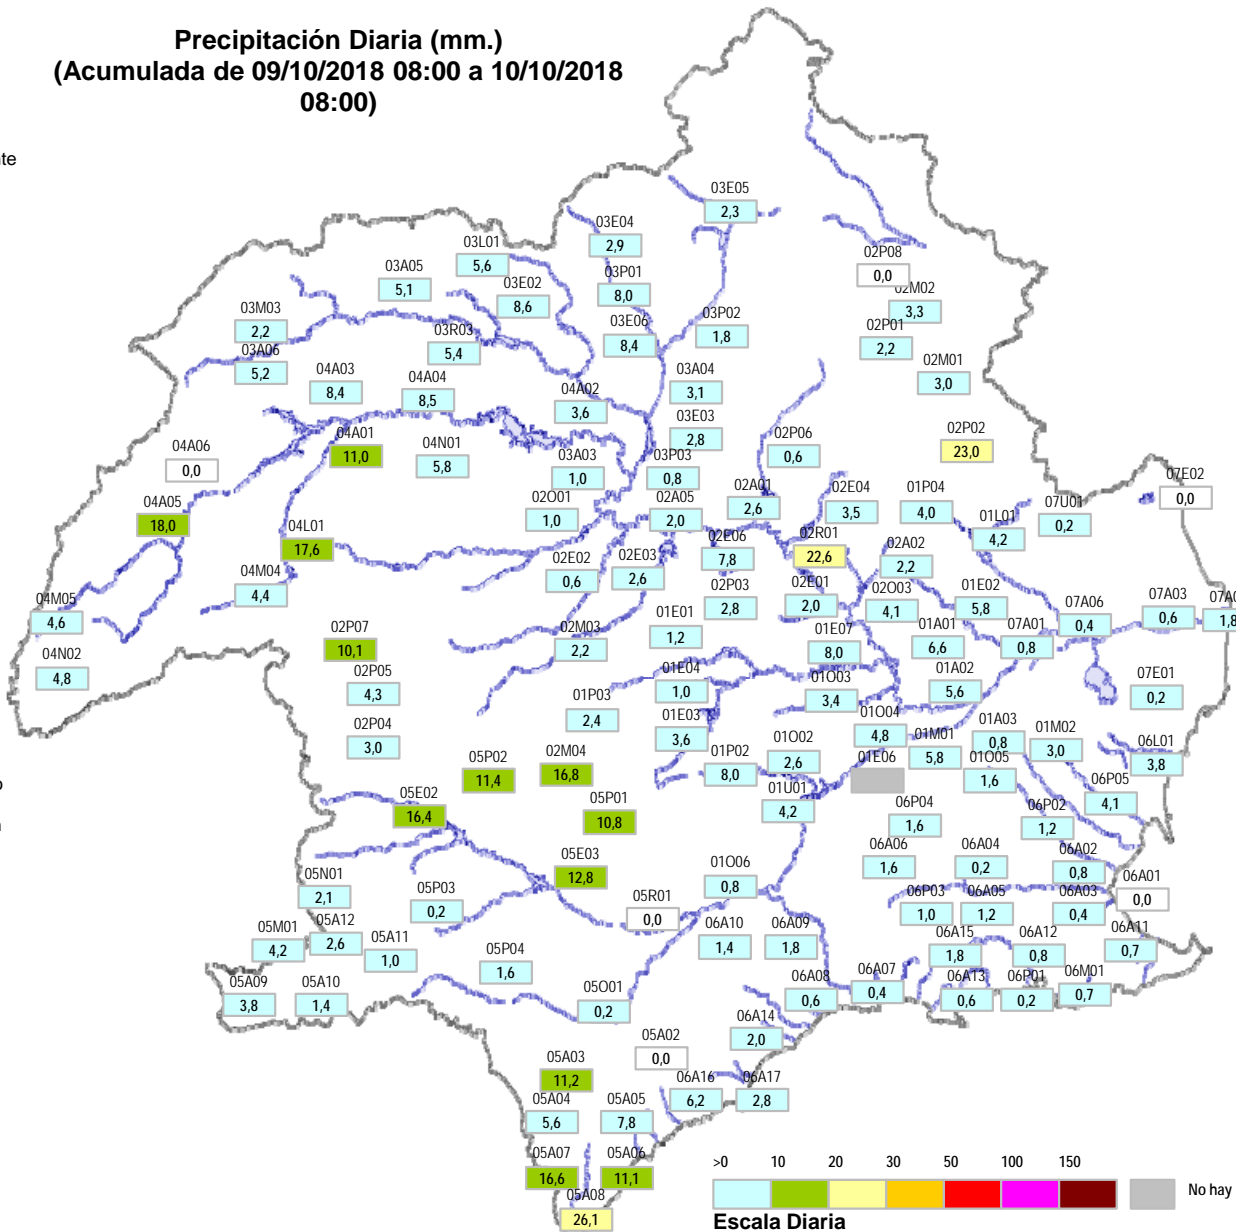 Precipitación Diaria (mm.)
(Acumulada de 09/10/2018 08:00 a 10/10/2018
08:00)
nte
03E05
2,3
03E04
2,9
03L01
5,6
02P08
0,0
03A05
5,1
03P01
8,0
03E02
8,6
02M02
3,3
03M03
2,2
03R03
5,4
03E06
8,4
03P02
1,8
02P01
2,2
03A06
5,2
04A03
8,4
04A04
8,5
04A02
3,6
03A04
3,1
02M01
3,0
03E03
2,8
04A06
0,0
04A01
11,0
04N01
5,8
03A03
1,0
03P03
0,8
02P06
0,6
02P02
23,0
07E02
0,0
04A05
18,0
04L01
17,6
02O01
1,0
02A05
2,0
02A01
2,6
02E04
3,5
01P04
4,0
01L01
4,2
07U01
0,2
02E06
7,8
02R01
22,6
02A02
2,2
04M04
4,4
02E02
0,6
02E03
2,6
02P03
2,8
02E01
2,0
02O03
4,1
01E02
5,8
04M05
4,6
07A06
0,4
07A03
0,6
07A0
1,8
02P07
10,1
02M03
2,2
01E01
1,2
01E07
8,0
01A01
6,6
07A01
0,8
04N02
4,8
02P05
4,3
01E04
1,0
01O03
3,4
01A02
5,6
07E01
0,2
01P03
2,4
02P04
3,0
01E03
3,6
01O04
4,8
01M01
5,8
01A03
0,8
01M02
3,0
06L01
3,8
05P02
11,4
02M04
16,8
01P02
8,0
01O02
2,6
01E06
01O05
1,6
06P05
4,1
o
05E02
16,4
05P01
10,8
01U01
4,2
06P04
1,6
06P02
1,2
05E03
12,8
01O06
0,8
06A06
1,6
06A04
0,2
06A02
0,8
06A01
0,0
05N01
2,1
05P03
0,2
05R01
0,0
06P03
1,0
06A05
1,2
06A03
0,4
05M01
4,2
05A12
2,6
05A11
1,0
05P04
1,6
06A10
1,4
06A09
1,8
06A15
1,8
06A12
0,8
06A11
0,7
05A09
3,8
05A10
1,4
05O01
0,2
06A08
0,6
06A07
0,4
06A13
0,6
06P01
0,2
06M01
0,7
06A14
2,0
05A02
0,0
05A03
11,2
06A16
6,2
06A17
2,8
05A04
5,6
05A05
7,8
05A07
16,6
05A06
11,1
05A08
26,1
>0 10 20 30 50 100 150
No hay
Escala Diaria